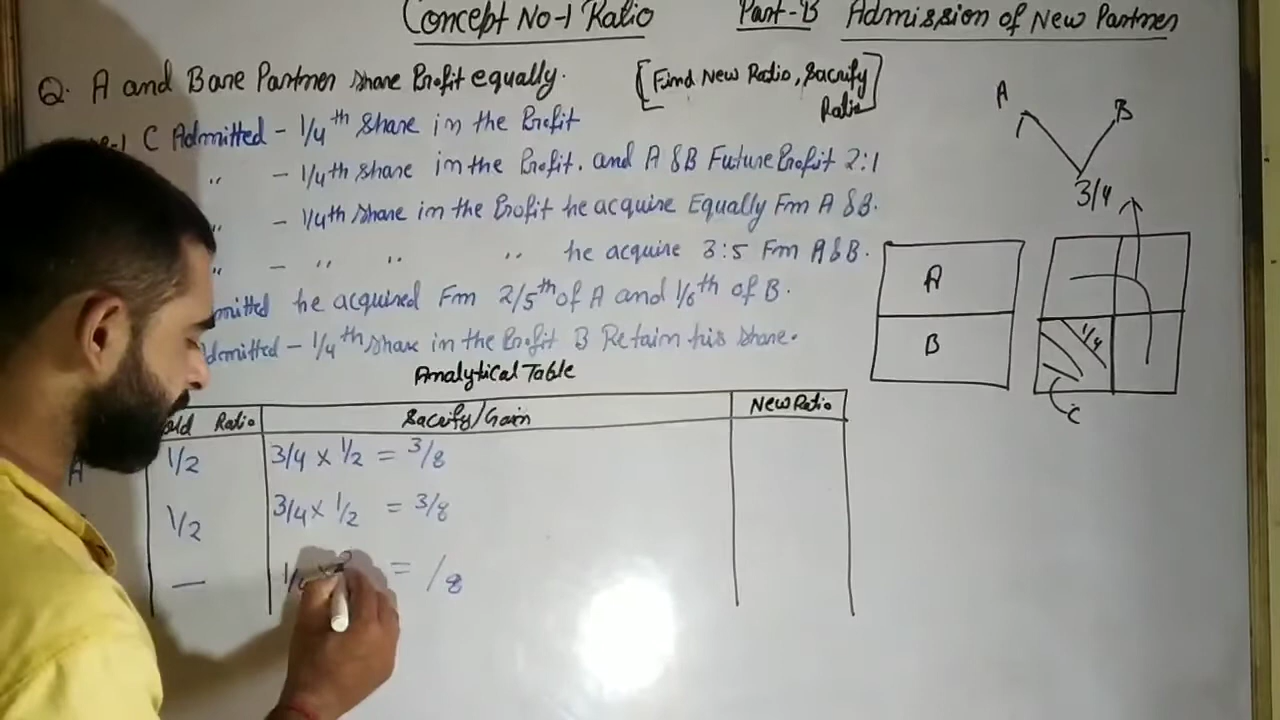 Concept No-1 Ratio Part-B Admission of New Partner
Q. A and B are Partner share Profit equally. [Find New Ratio, Sacrify Ratio]
-1 C Admitted - 1/4th share in the Profit
" - 1/4th share in the Profit. and A & B Future Profit 2:1
" - 1/4th share in the Profit he acquire Equally Fm A & B.
" - " " " he acquire 3:5 Fm A & B.
mitted he acquired Fm 2/5th of A and 1/6th of B.
dmitted - 1/4th share in the Profit B Retain his share.
A
B
3/4
A
B
1/4
C
Analytical Table
old Ratio Sacrify/Gain New Ratio
A 1/2 3/4 × 1/2 = 3/8
1/2 3/4 × 1/2 = 3/8
— = /8